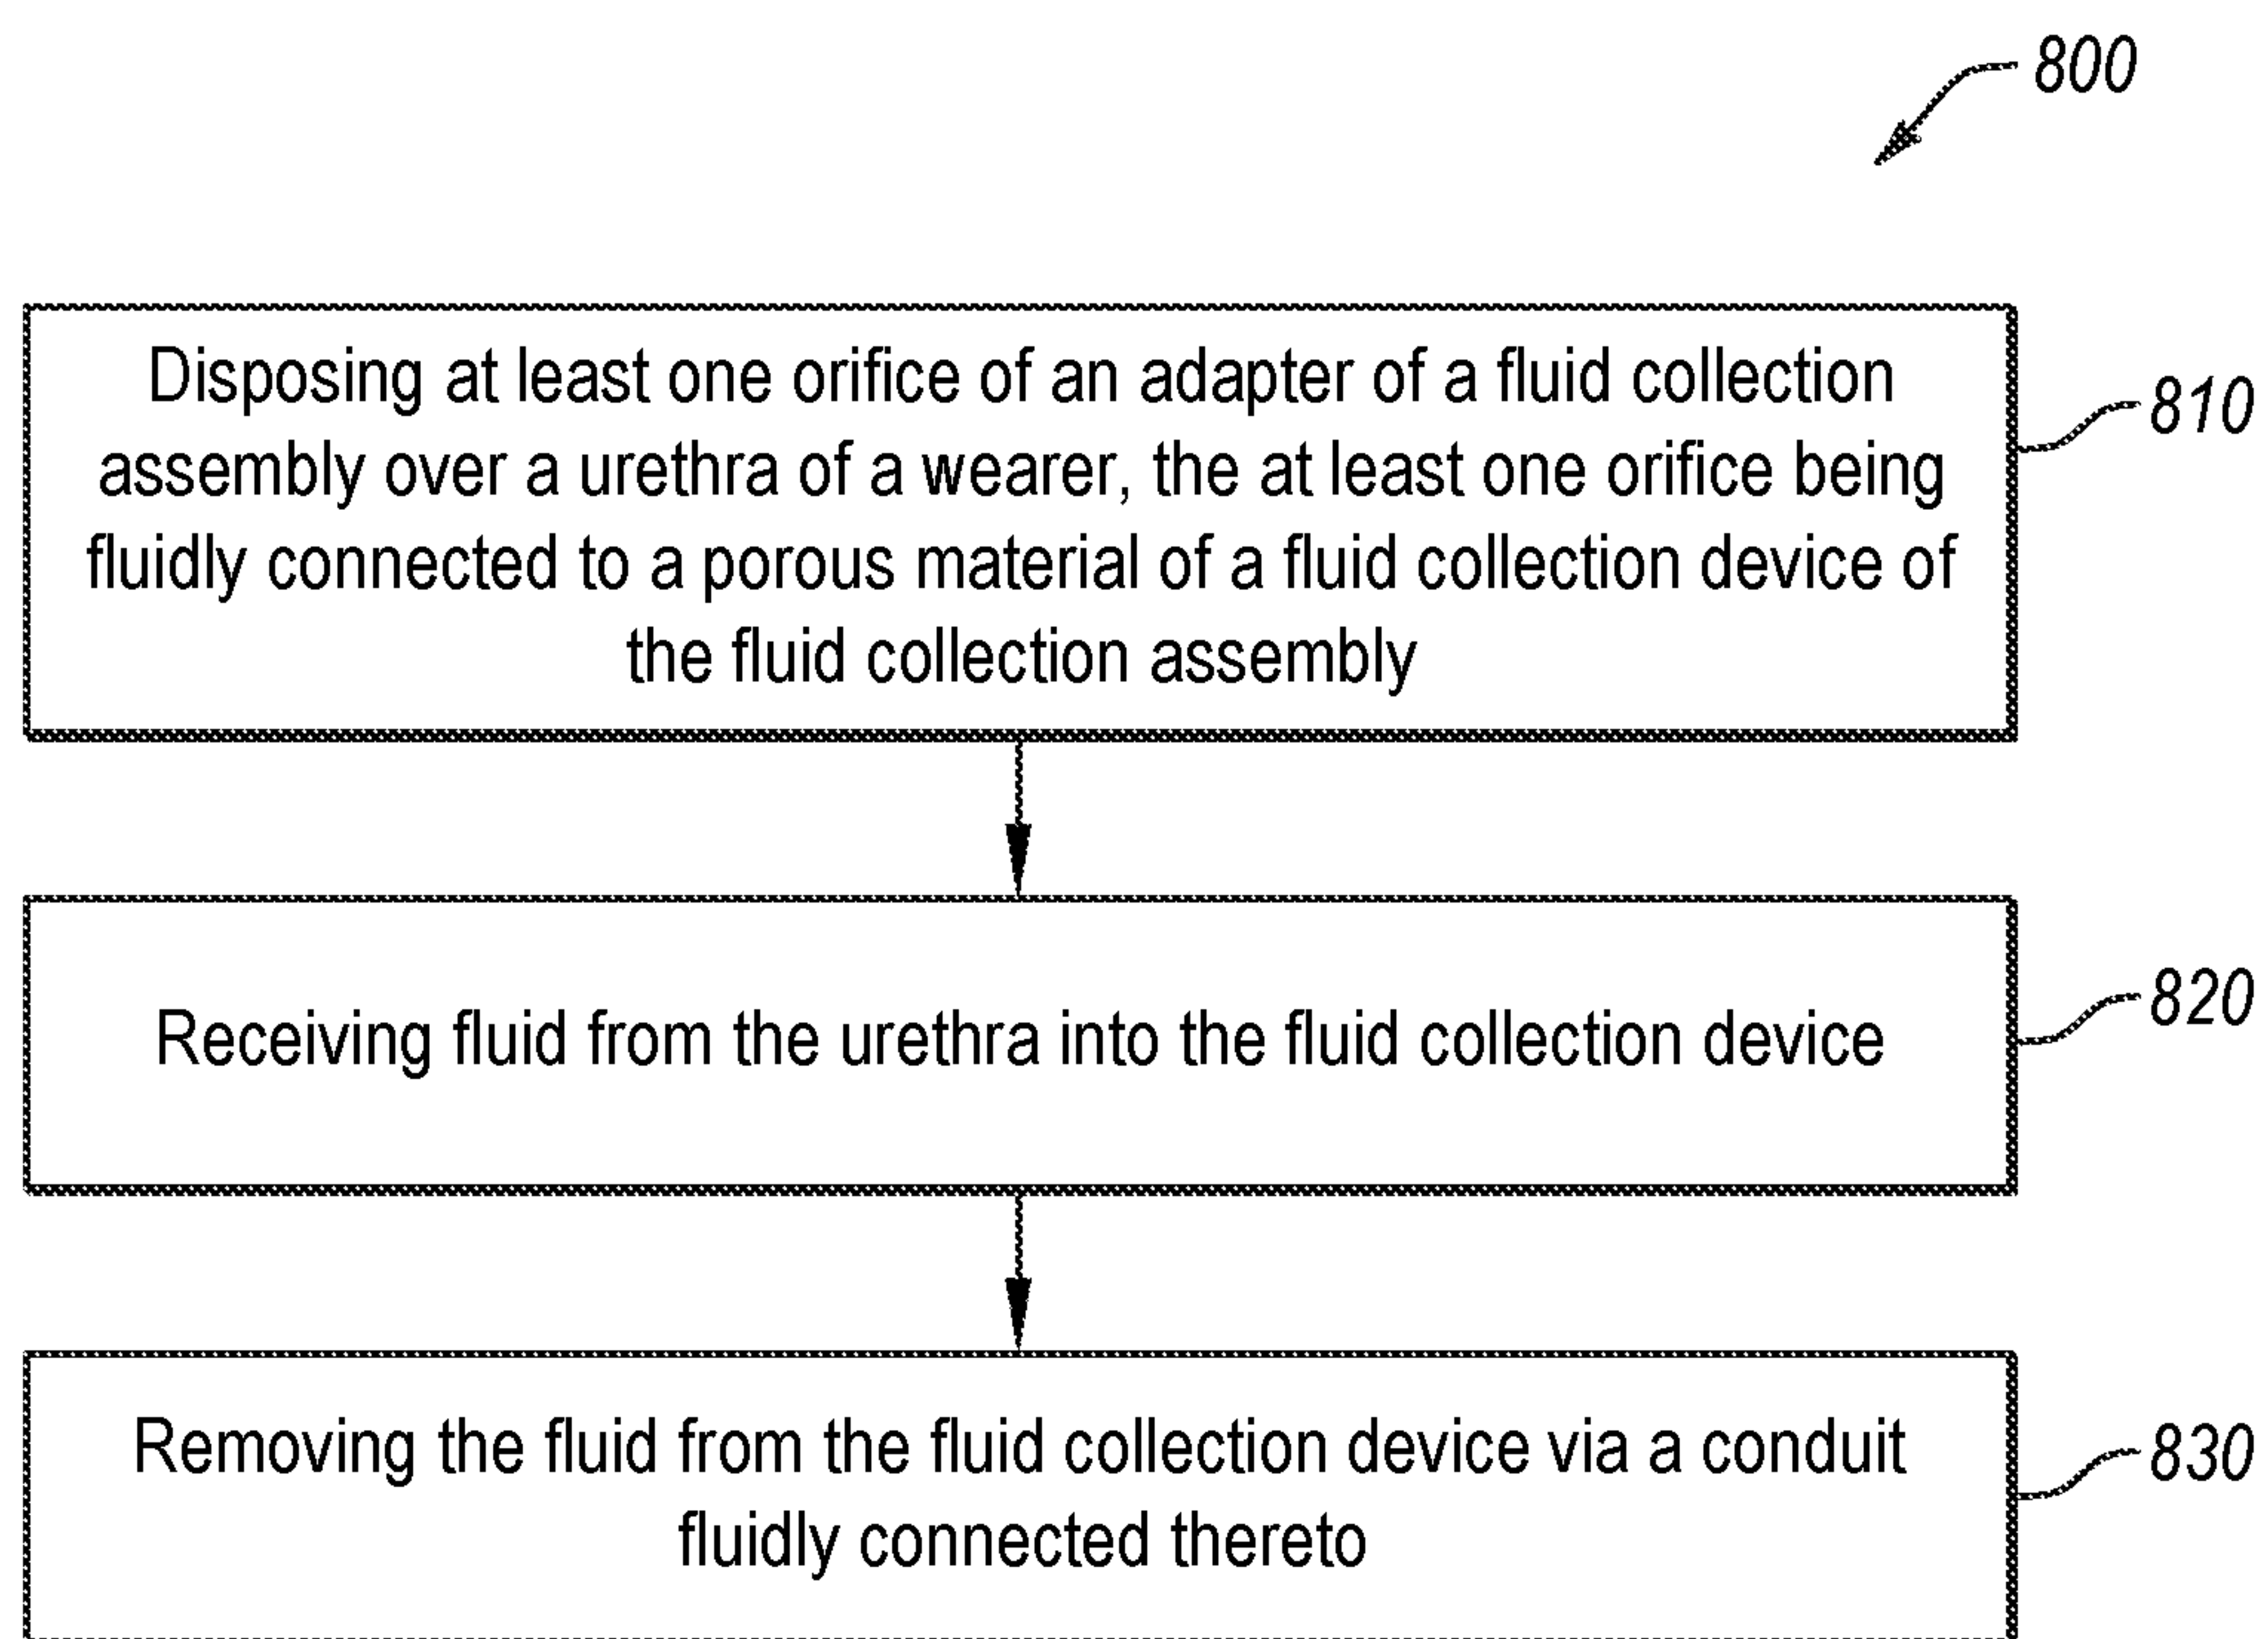 800
Disposing at least one orifice of an adapter of a fluid collection
assembly over a urethra of a wearer, the at least one orifice being
fluidly connected to a porous material of a fluid collection device of
the fluid collection assembly
810
Receiving fluid from the urethra into the fluid collection device
820
Removing the fluid from the fluid collection device via a conduit
fluidly connected thereto
830